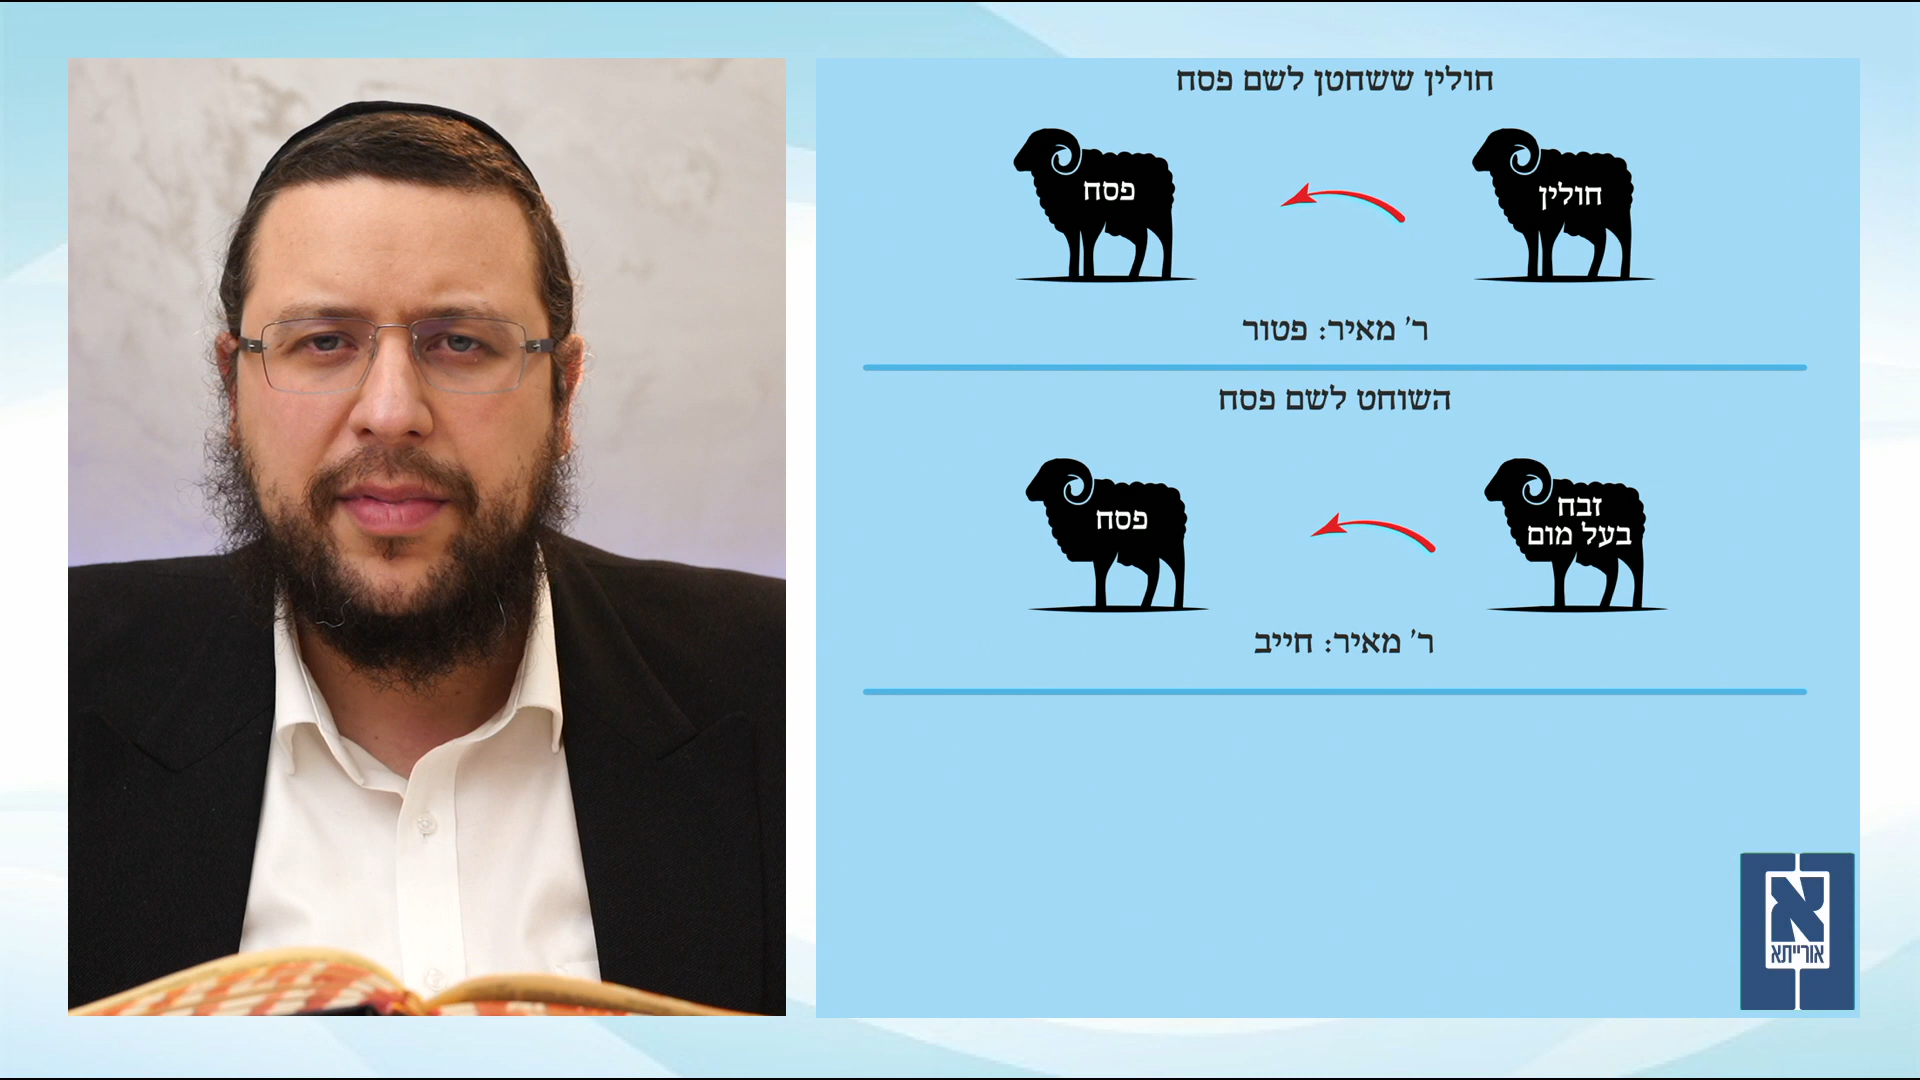 חולין ששחטן לשם פסח
חולין
פסח
ר' מאיר: פטור
השוחט לשם פסח
זבח
בעל מום
פסח
ר' מאיר: חייב
א
אורייתא